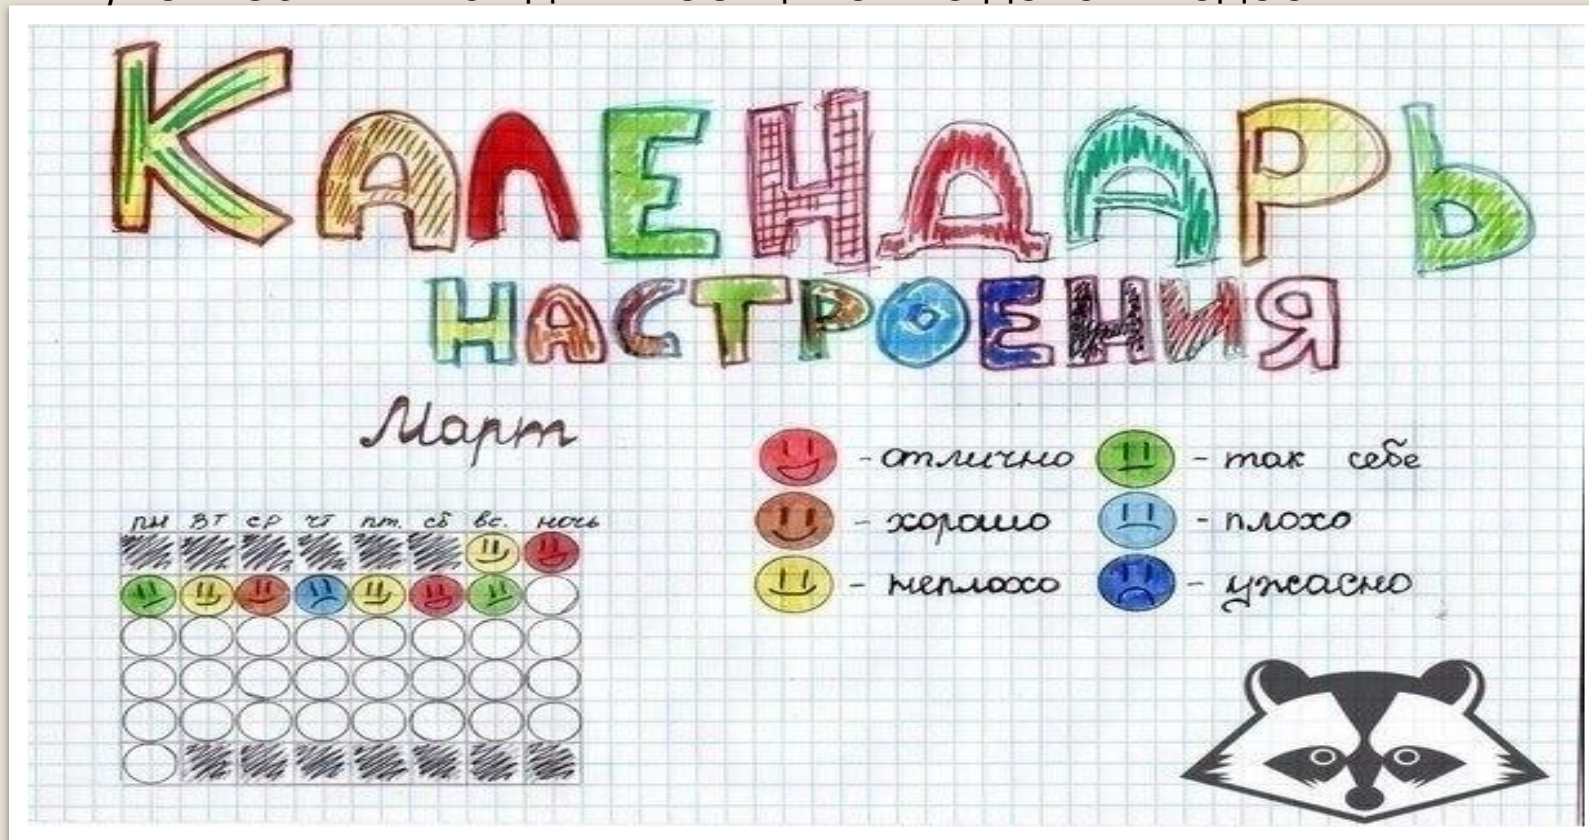 Календарь
настроения
Март
- отлично - так себе
- хорошо - плохо
- неплохо - ужасно
пн вт ср чт пт. сб вс. ночь